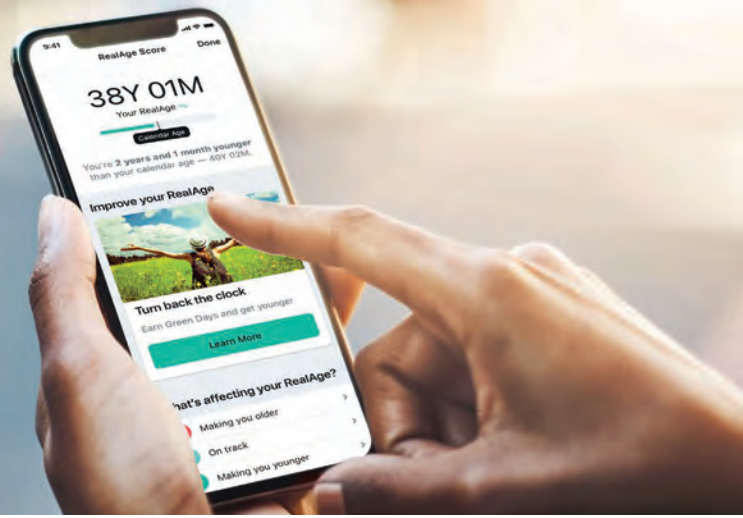 9:41
RealAge Score
Done
38Y 01M
Your RealAge
Calendar Age
You're 2 years and 1 month younger
than your calendar age — 40Y 02M.
Improve your RealAge
Turn back the clock
Earn Green Days and get younger
Learn More
hat's affecting your RealAge?
Making you older
On track
Making you younger